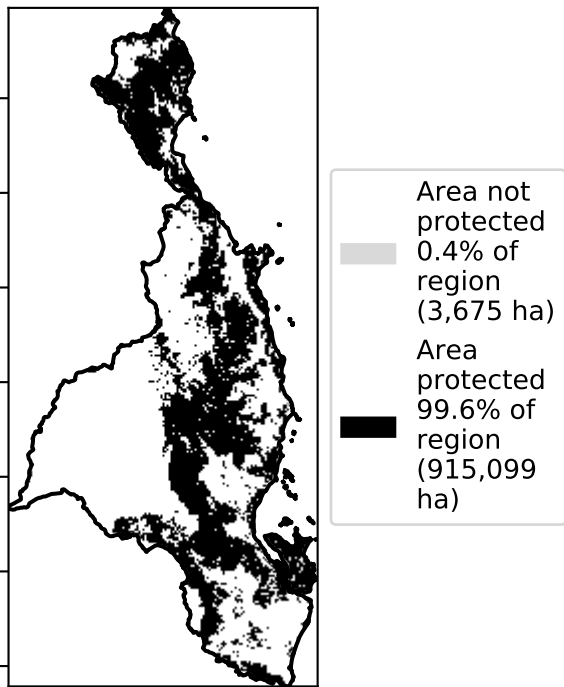 Area not
protected
0.4% of
region
(3,675 ha)
Area
protected
99.6% of
region
(915,099
ha)